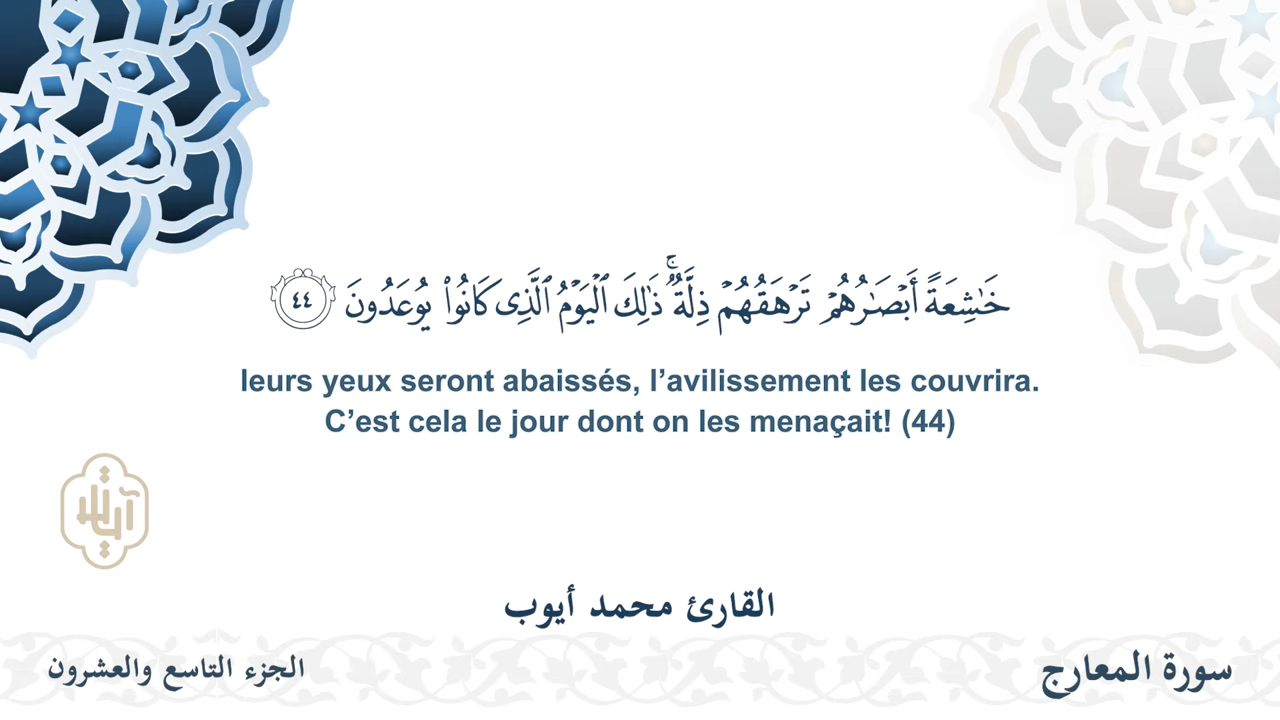 خَٰشِعَةً أَبْصَٰرُهُمْ تَرْهَقُهُمْ ذِلَّةٌ ۚ ذَٰلِكَ ٱلْيَوْمُ ٱلَّذِى كَانُوا۟ يُوعَدُونَ ٤٤
leurs yeux seront abaissés, l’avilissement les couvrira.
C’est cela le jour dont on les menaçait! (44)
القارئ محمد أيوب
سورة المعارج
الجزء التاسع والعشرون